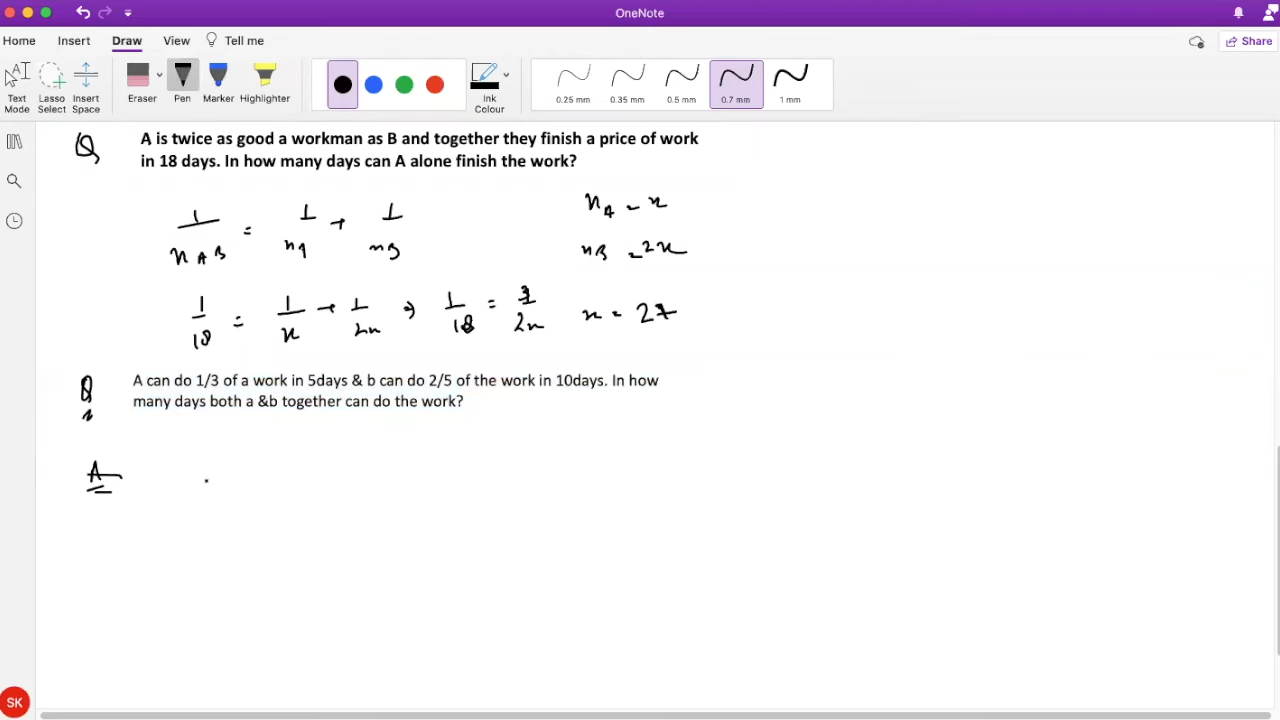 OneNote
Home Insert Draw View Tell me
Share
Text Mode
Lasso Select
Insert Space
Eraser
Pen
Marker
Highlighter
Ink Colour
0.25 mm
0.35 mm
0.5 mm
0.7 mm
1 mm
Q A is twice as good a workman as B and together they finish a price of work
in 18 days. In how many days can A alone finish the work?
n_A = x
1/n_AB = 1/n_A + 1/n_B
n_B = 2x
1/18 = 1/x + 1/2x ⇒ 1/18 = 3/2x x = 27
Q A can do 1/3 of a work in 5days & b can do 2/5 of the work in 10days. In how
many days both a &b together can do the work?
A
SK